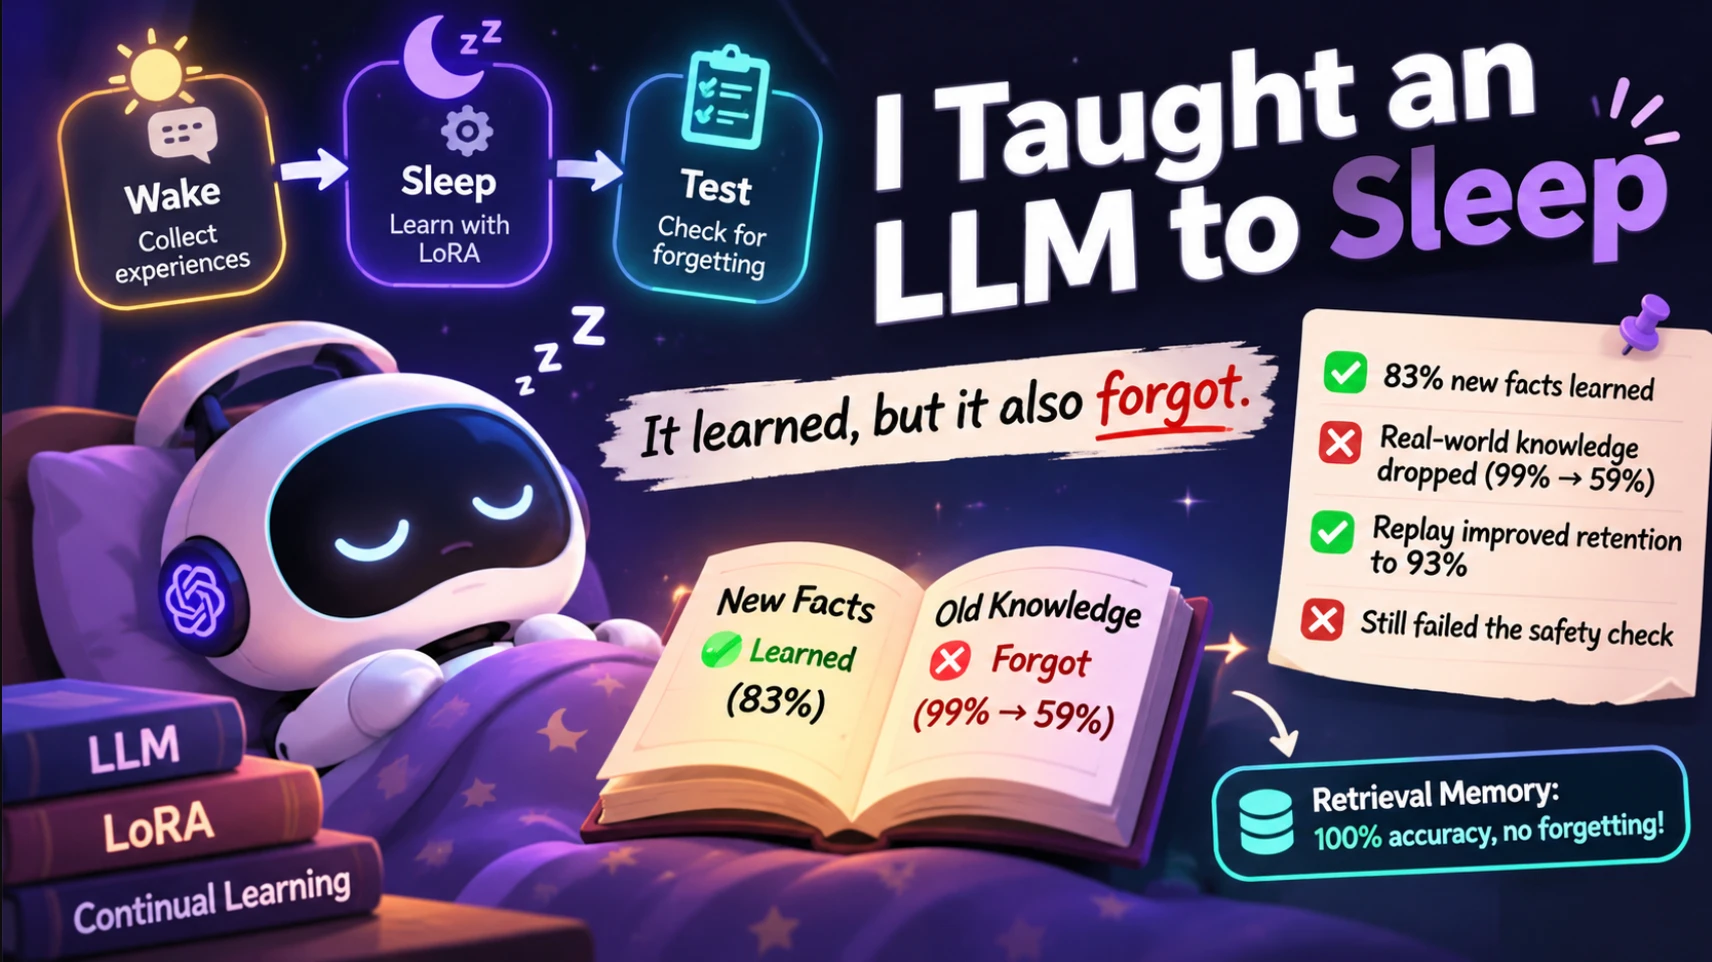 zz
Wake
Collect
experiences
Sleep
Learn with
LoRA
Test
Check for
forgetting
I Taught an
LLM to Sleep
z
z
z
It learned, but it also forgot.
83% new facts learned
Real-world knowledge
dropped (99% → 59%)
Replay improved retention
to 93%
Still failed the safety check
New Facts
Learned
(83%)
Old Knowledge
Forgot
(99% → 59%)
Retrieval Memory:
100% accuracy, no forgetting!
LLM
LoRA
Continual Learning